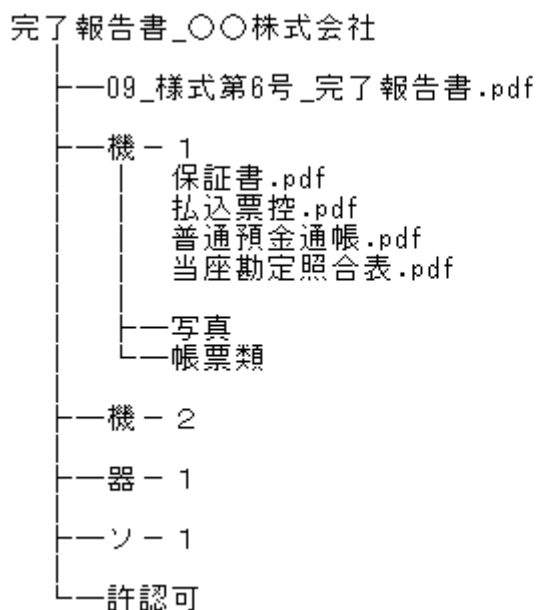 完了報告書_○○株式会社
├─09_様式第6号_完了報告書.pdf
├─機－１
保証書.pdf
払込票控.pdf
普通預金通帳.pdf
当座勘定照合表.pdf
├─写真
└─帳票類
├─機－２
├─器－１
├─ソ－１
└─許認可